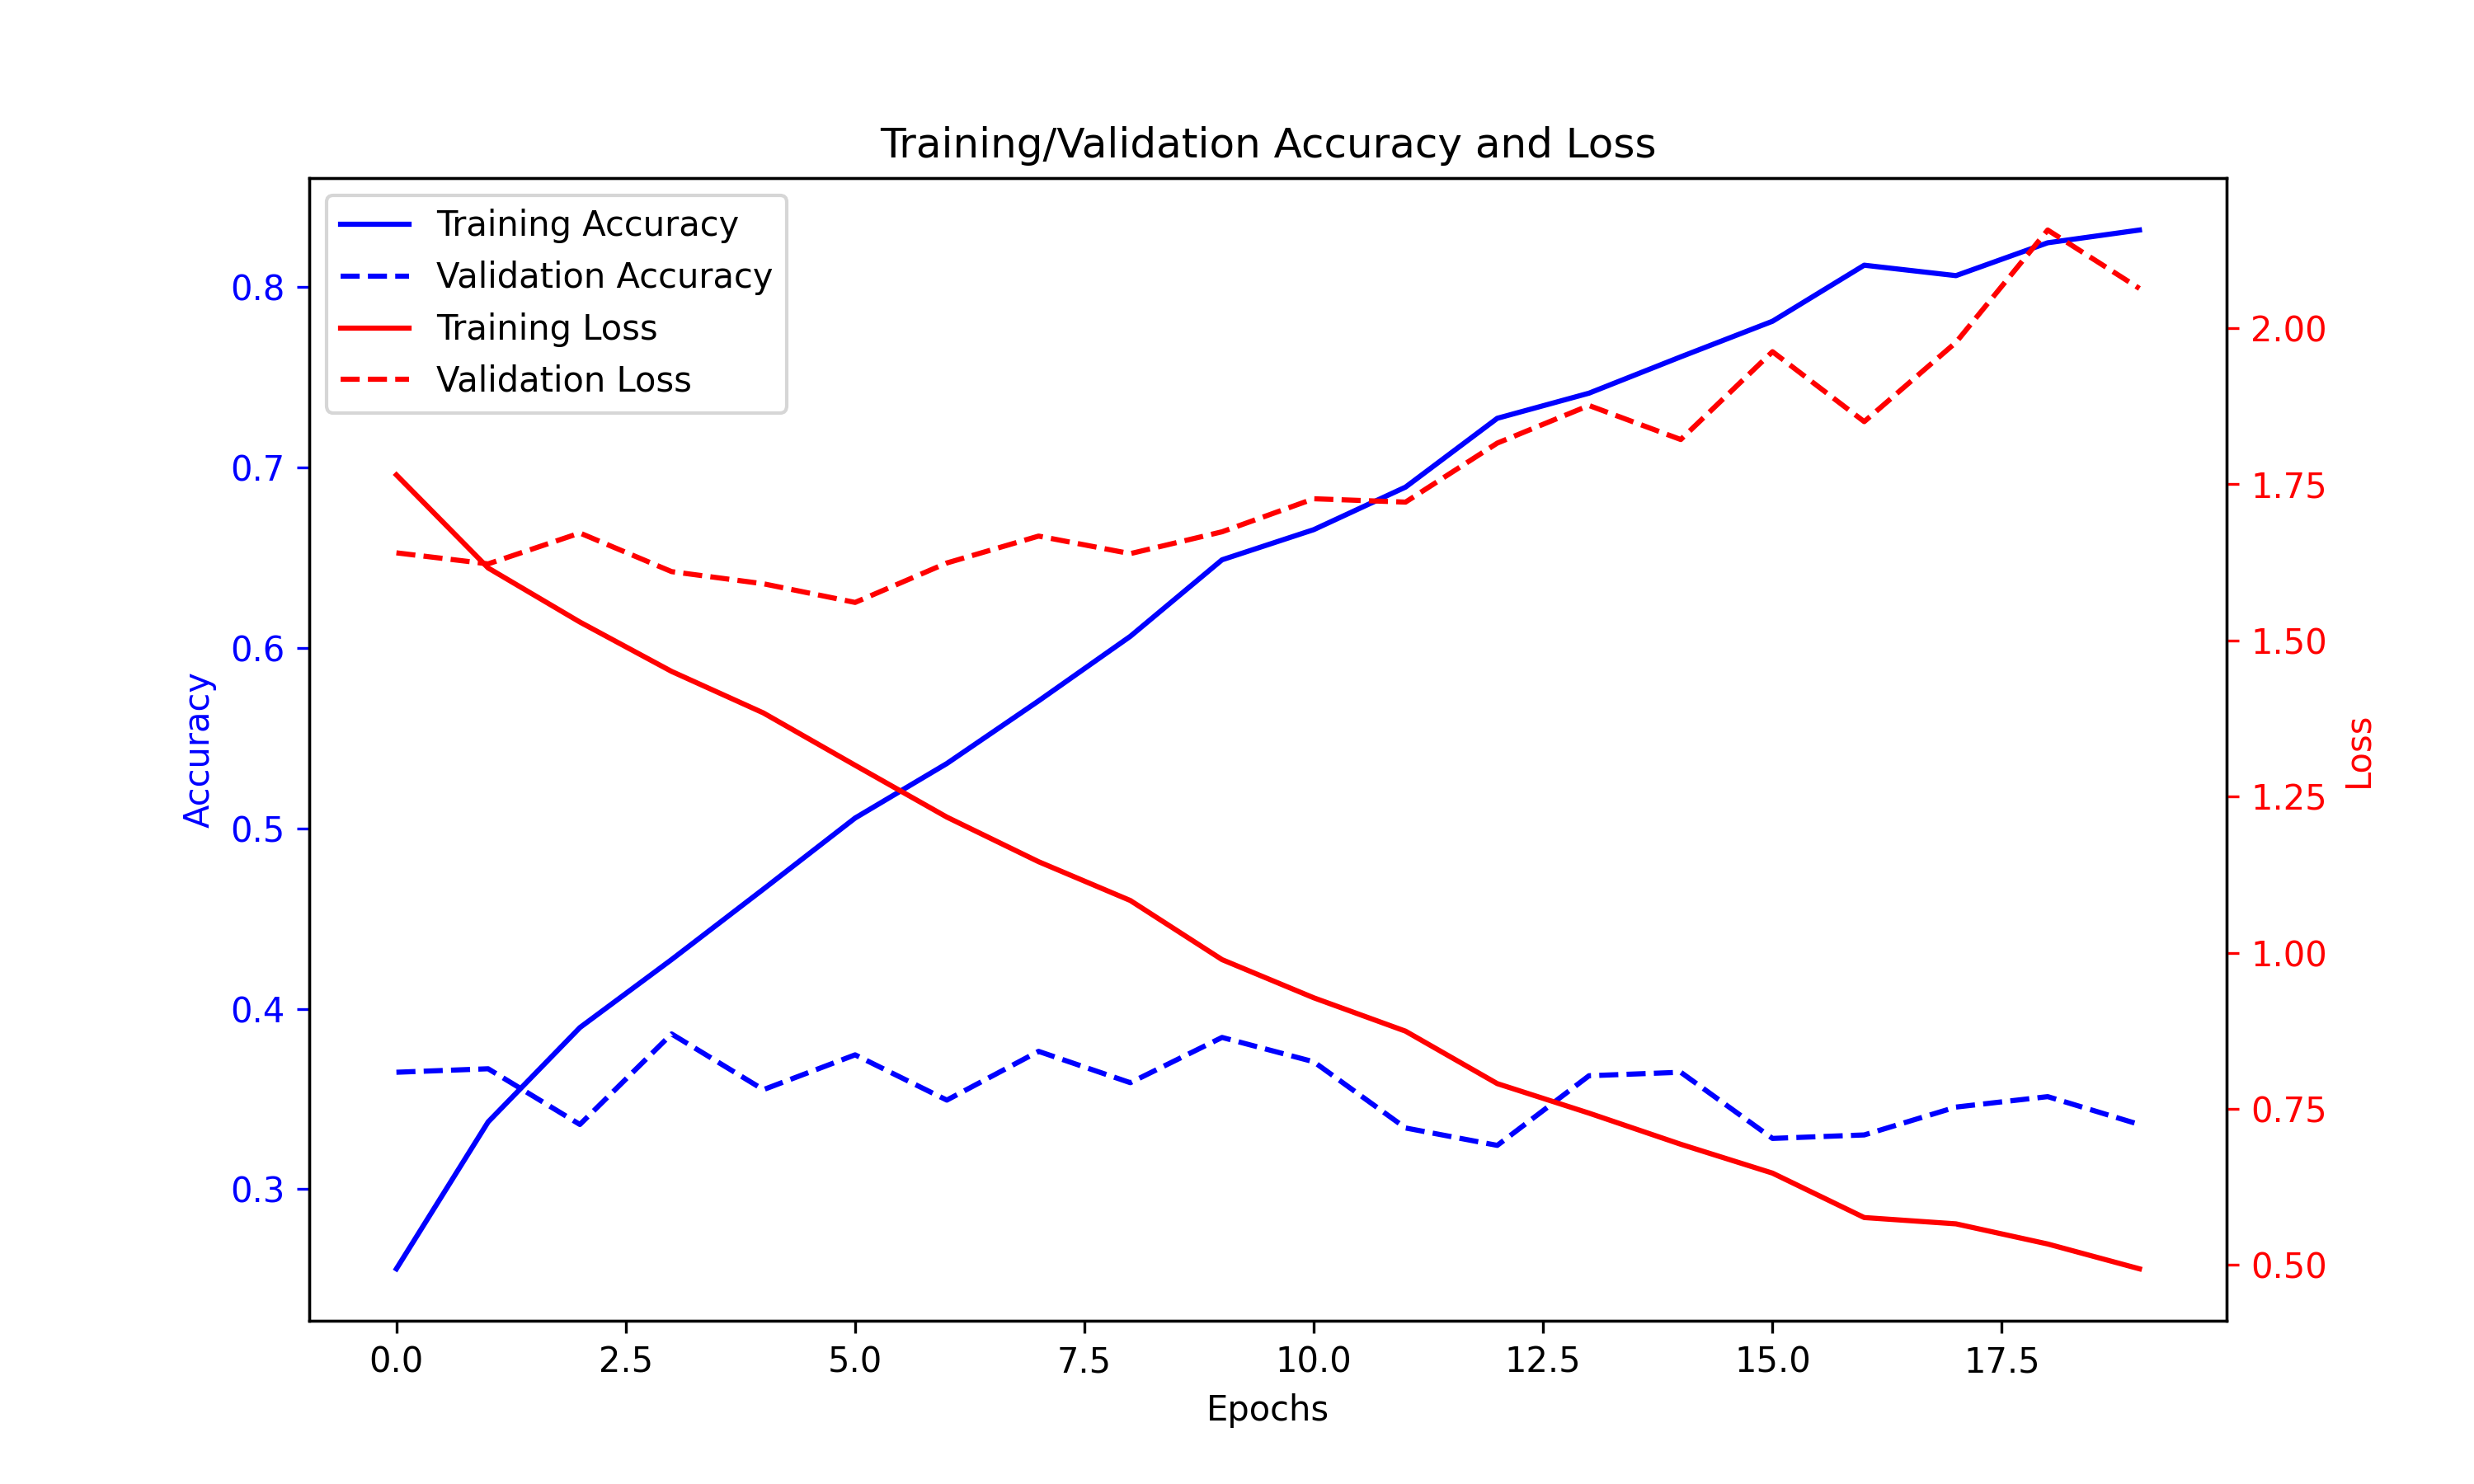 Training/Validation Accuracy and Loss
Training Accuracy
Validation Accuracy
Training Loss
Validation Loss
Accuracy
0.8
0.7
0.6
0.5
0.4
0.3
2.00
1.75
1.50
1.25
1.00
0.75
0.50
Loss
0.0 2.5 5.0 7.5 10.0 12.5 15.0 17.5
Epochs